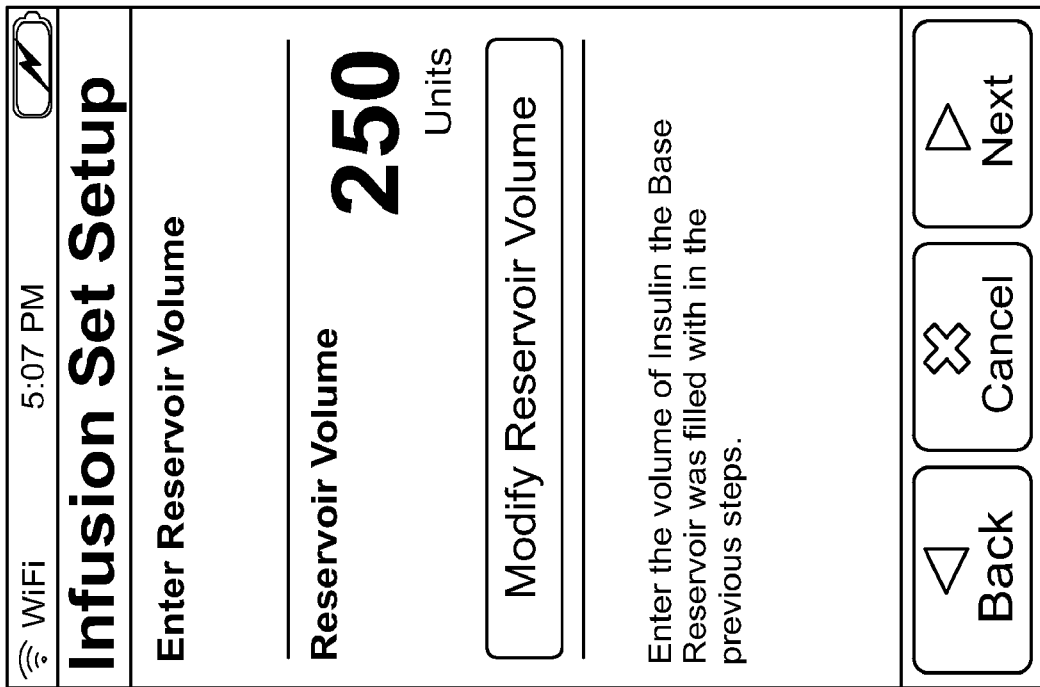 WiFi 5:07 PM
Infusion Set Setup
Enter Reservoir Volume
Reservoir Volume 250
Units
Modify Reservoir Volume
Enter the volume of Insulin the Base
Reservoir was filled with in the
previous steps.
Back Cancel Next